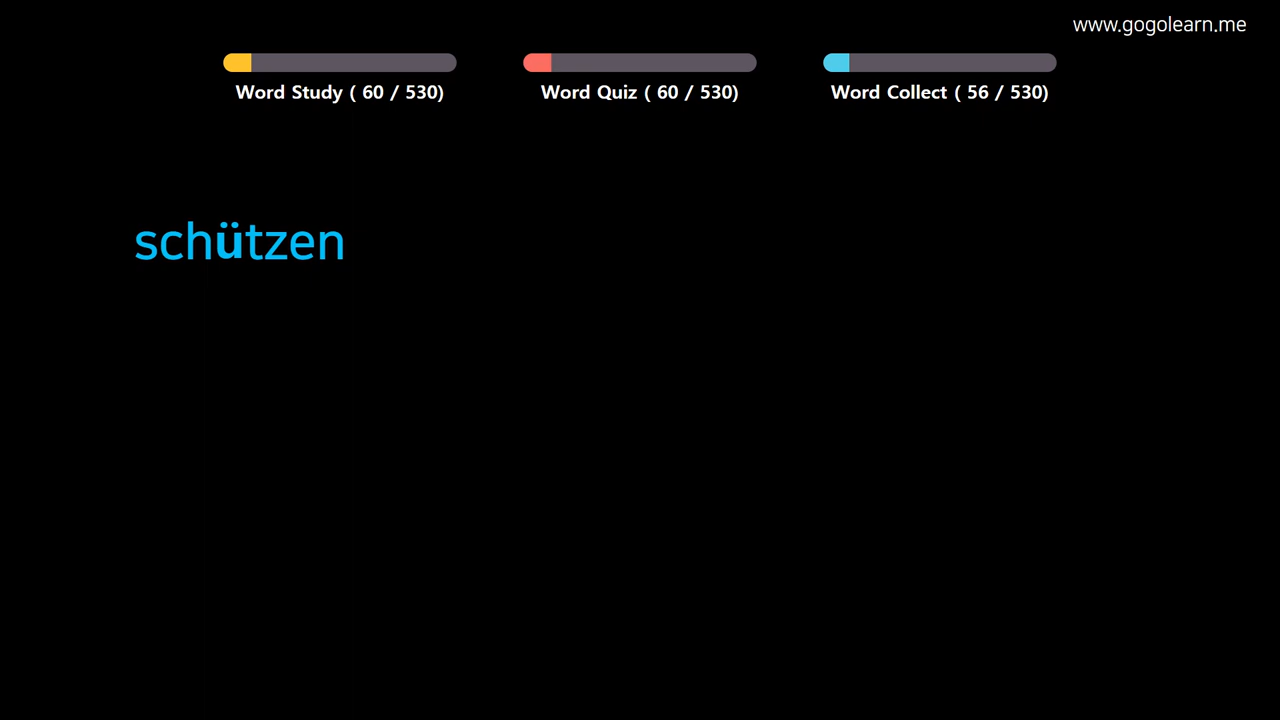 www.gogolearn.me
Word Study ( 60 / 530)
Word Quiz ( 60 / 530)
Word Collect ( 56 / 530)
schützen